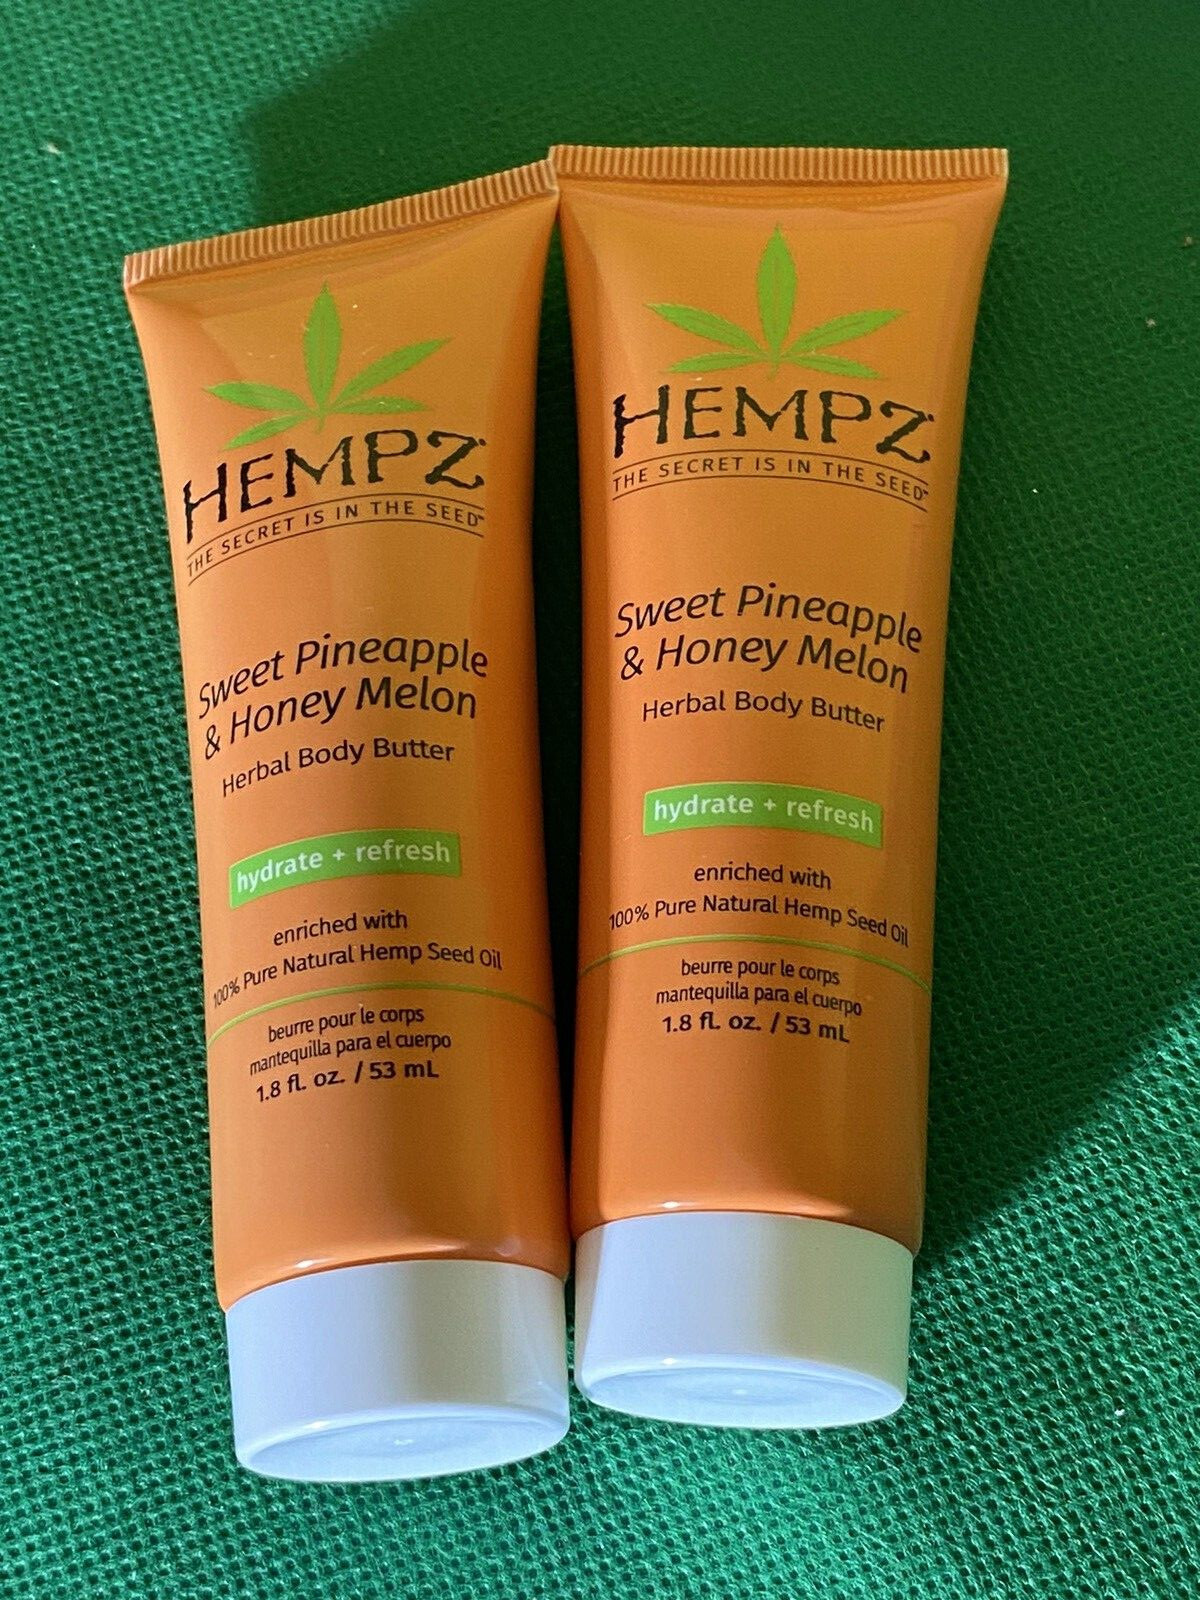 HEMPZ
THE SECRET IS IN THE SEED™
Sweet Pineapple
& Honey Melon
Herbal Body Butter
hydrate + refresh
enriched with
100% Pure Natural Hemp Seed Oil
beurre pour le corps
mantequilla para el cuerpo
1.8 fl. oz. / 53 mL
HEMPZ
THE SECRET IS IN THE SEED™
Sweet Pineapple
& Honey Melon
Herbal Body Butter
hydrate + refresh
enriched with
100% Pure Natural Hemp Seed Oil
beurre pour le corps
mantequilla para el cuerpo
1.8 fl. oz. / 53 mL